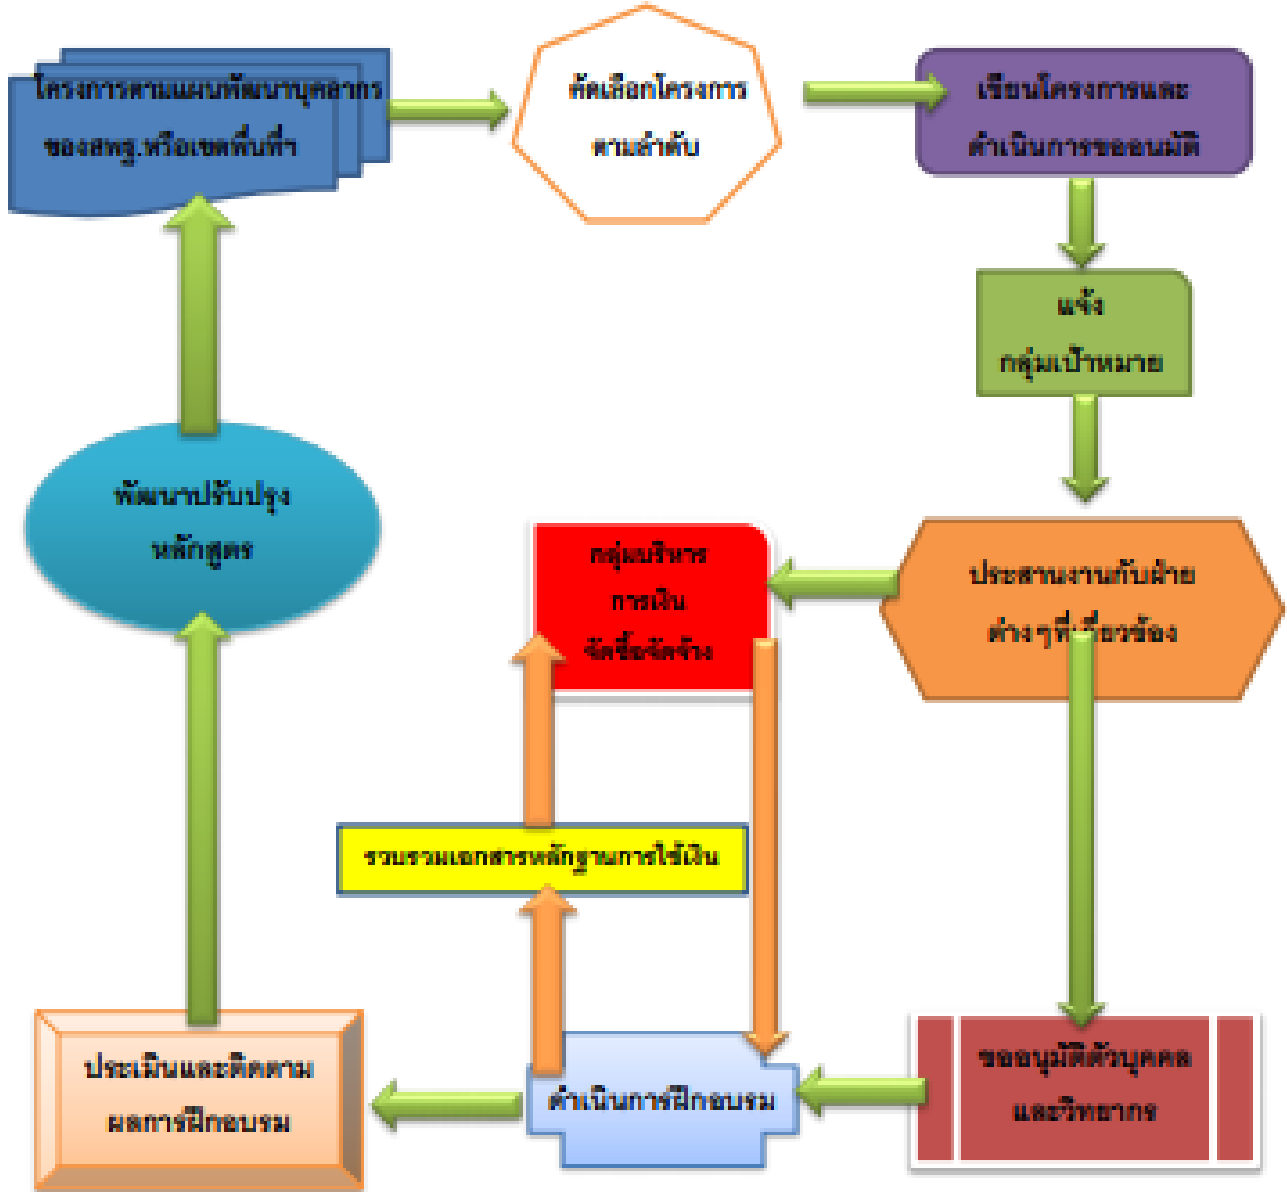 โครงการตามแผนพัฒนาบุคลากร
ของสพฐ.หรือเขตพื้นที่ฯ
คัดเลือกโครงการ
ตามลำดับ
เขียนโครงการและ
ดำเนินการขออนุมัติ
แจ้ง
กลุ่มเป้าหมาย
ประสานงานกับฝ่าย
ต่างๆที่เกี่ยวข้อง
กลุ่มบริหาร
การเงิน
จัดซื้อจัดจ้าง
พัฒนาปรับปรุง
หลักสูตร
รวบรวมเอกสารหลักฐานการใช้เงิน
ประเมินและติดตาม
ผลการฝึกอบรม
ดำเนินการฝึกอบรม
ขออนุมัติตัวบุคคล
และวิทยากร